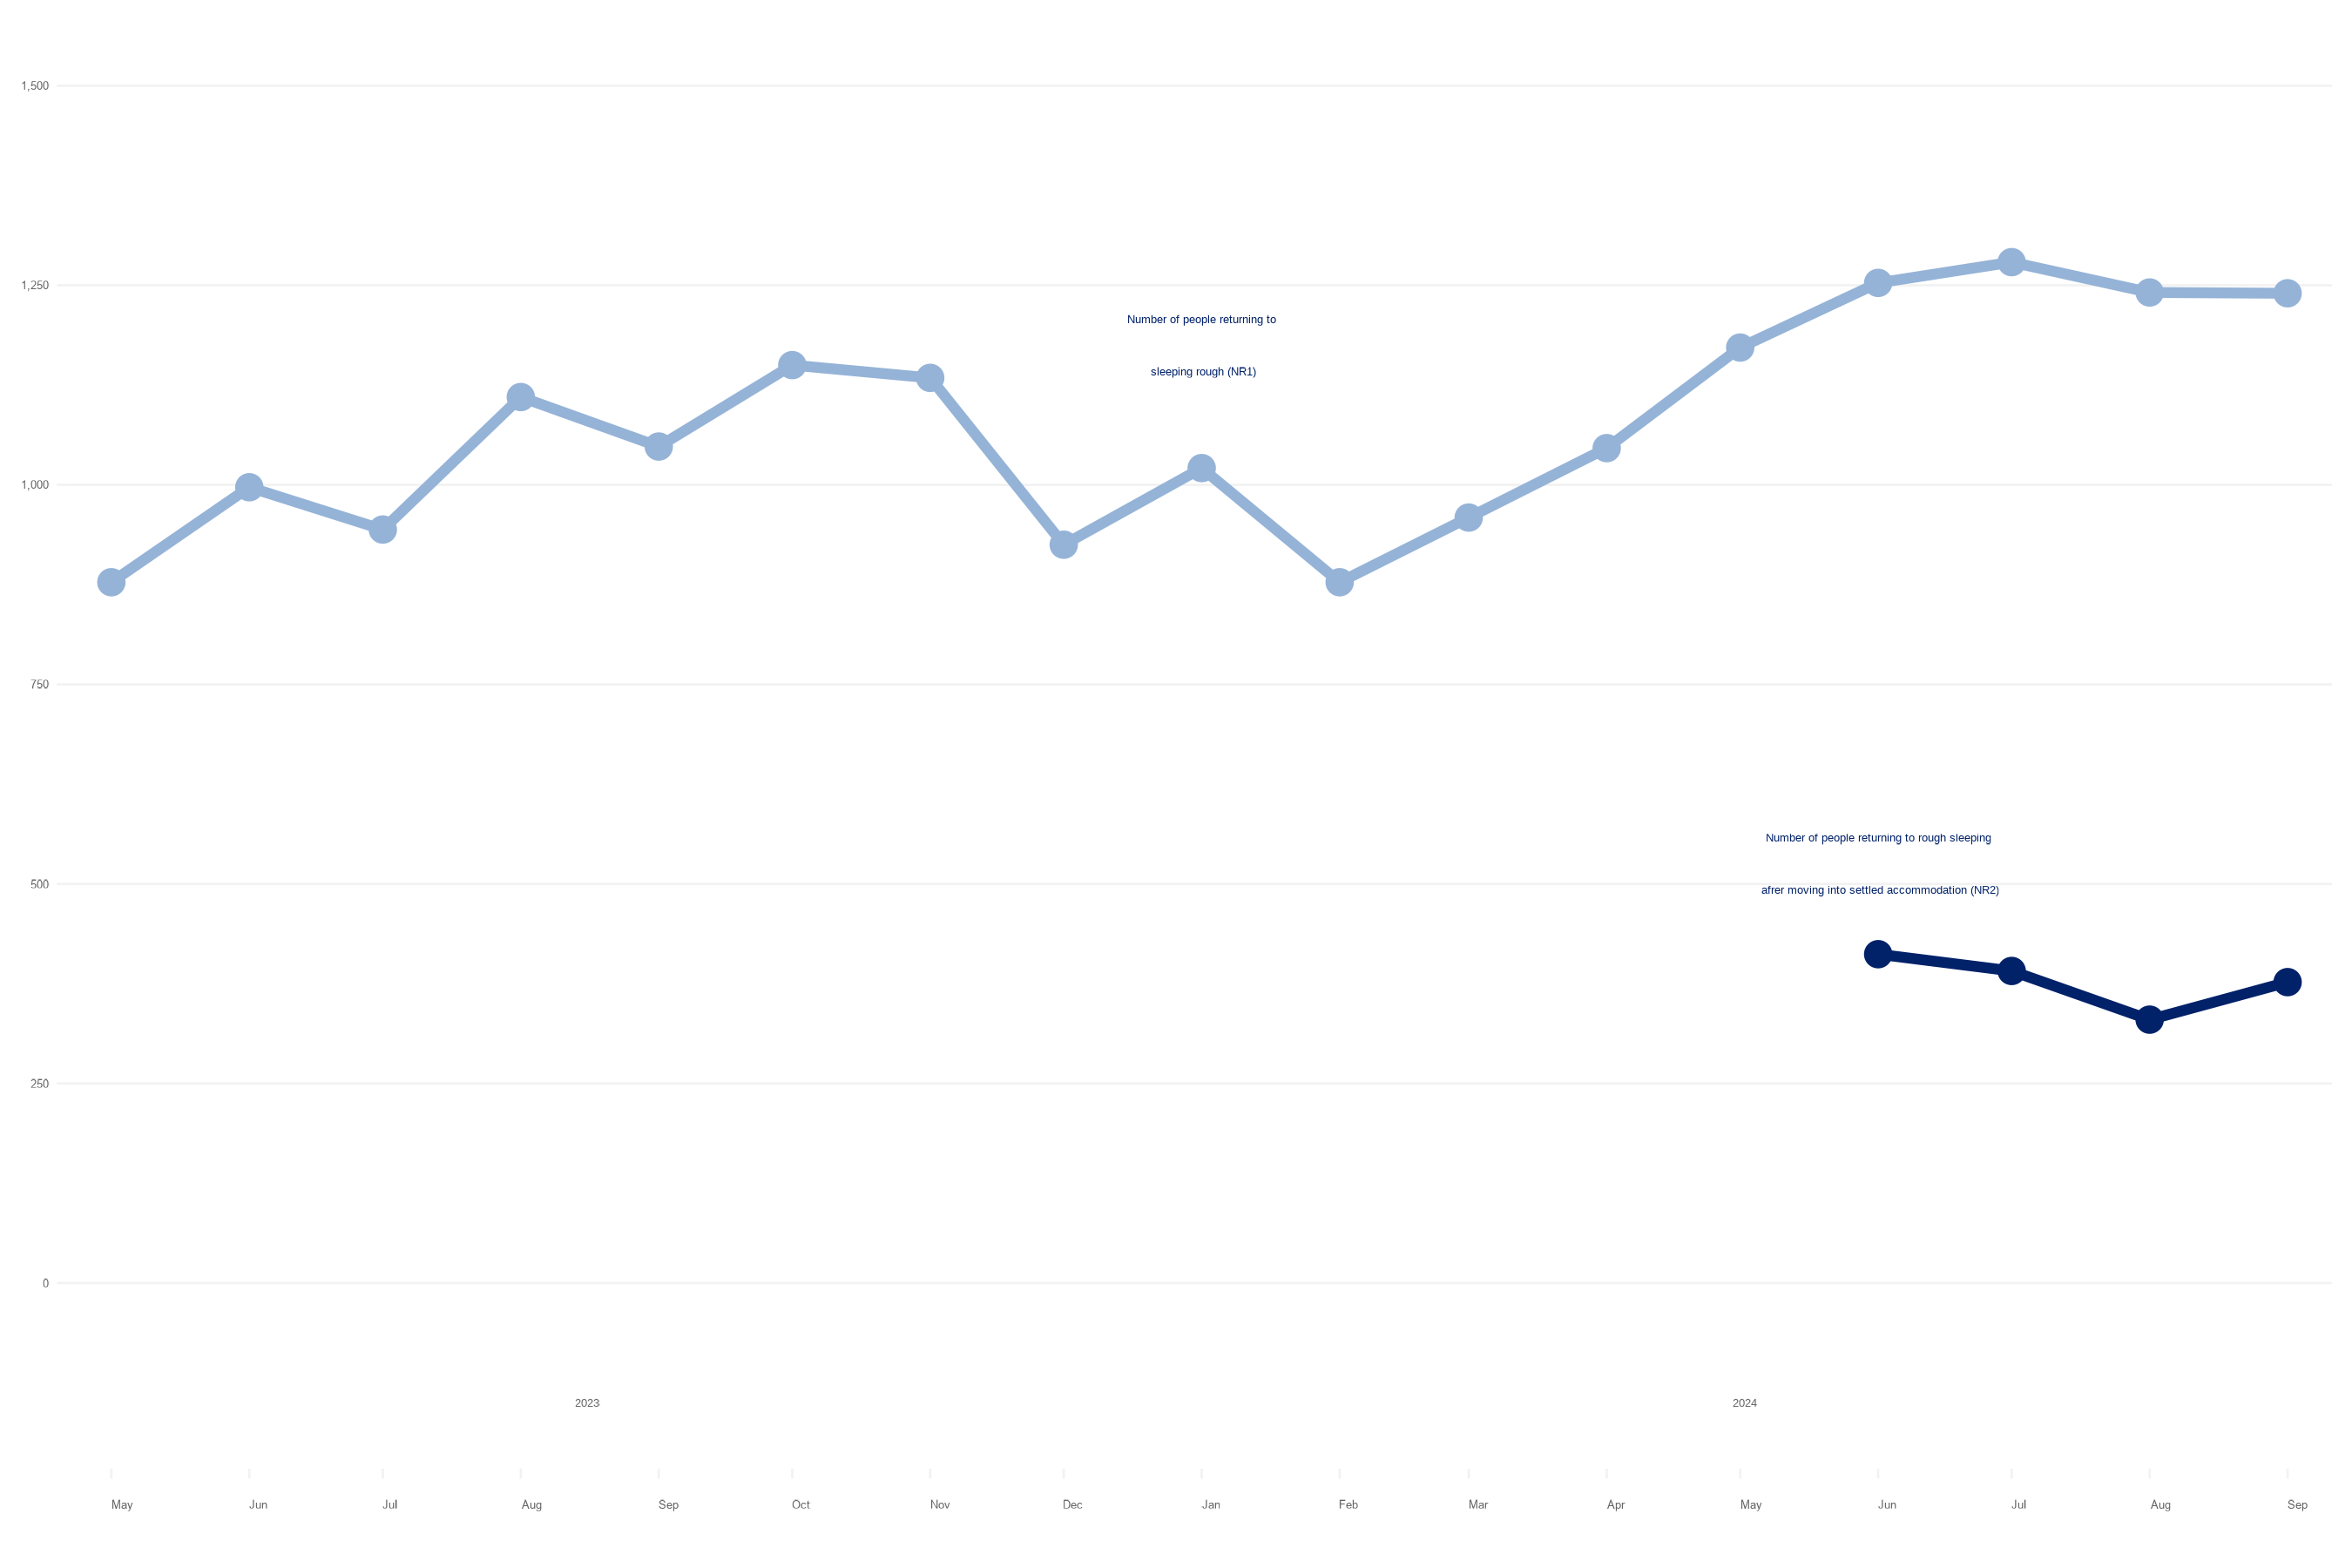 1,500
1,250
Number of people returning to
sleeping rough (NR1)
1,000
750
Number of people returning to rough sleeping
500
afrer moving into settled accommodation (NR2)
250
0
2023 2024
May Jun Jul Aug Sep Oct Nov Dec Jan Feb Mar Apr May Jun Jul Aug Sep